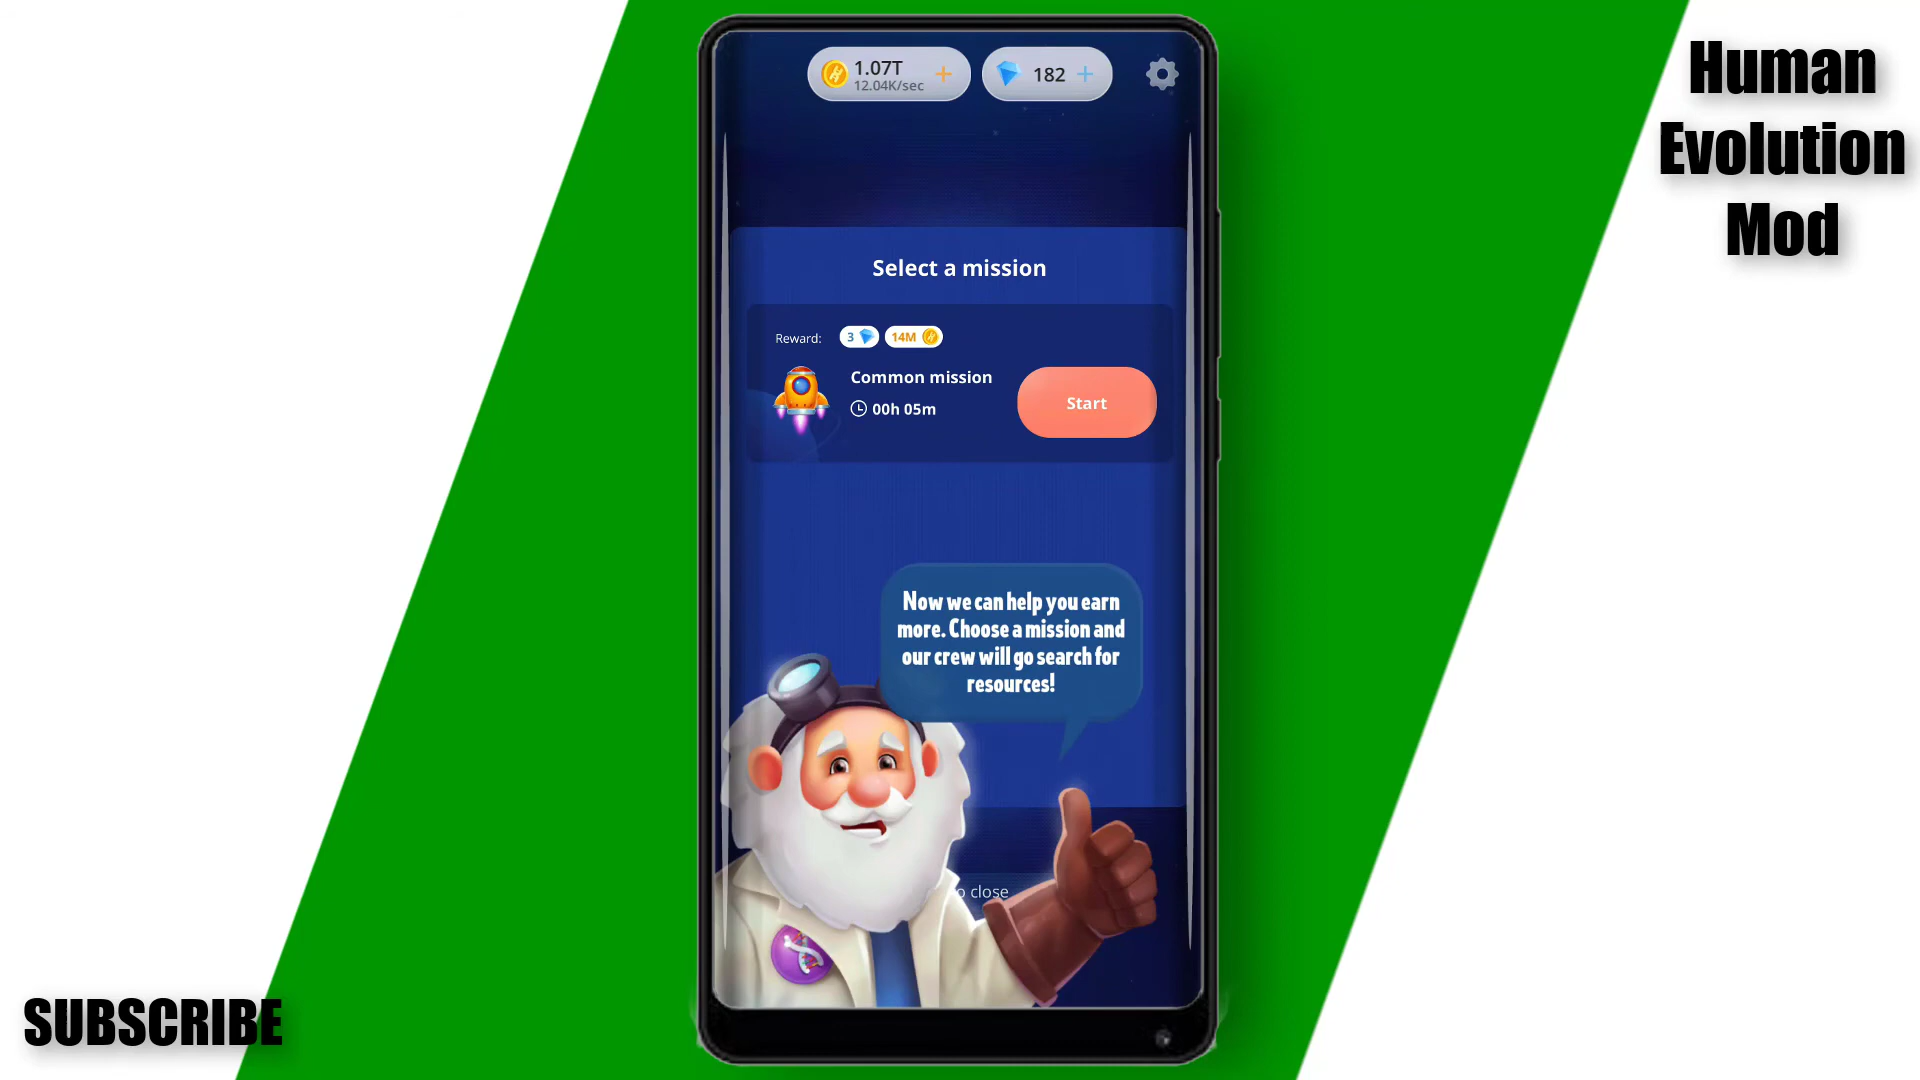 1.07T
12.04K/sec
182
Human
Evolution
Mod
Select a mission
Reward: 3 14M
Common mission
00h 05m
Start
Now we can help you earn
more. Choose a mission and
our crew will go search for
resources!
o close
SUBSCRIBE